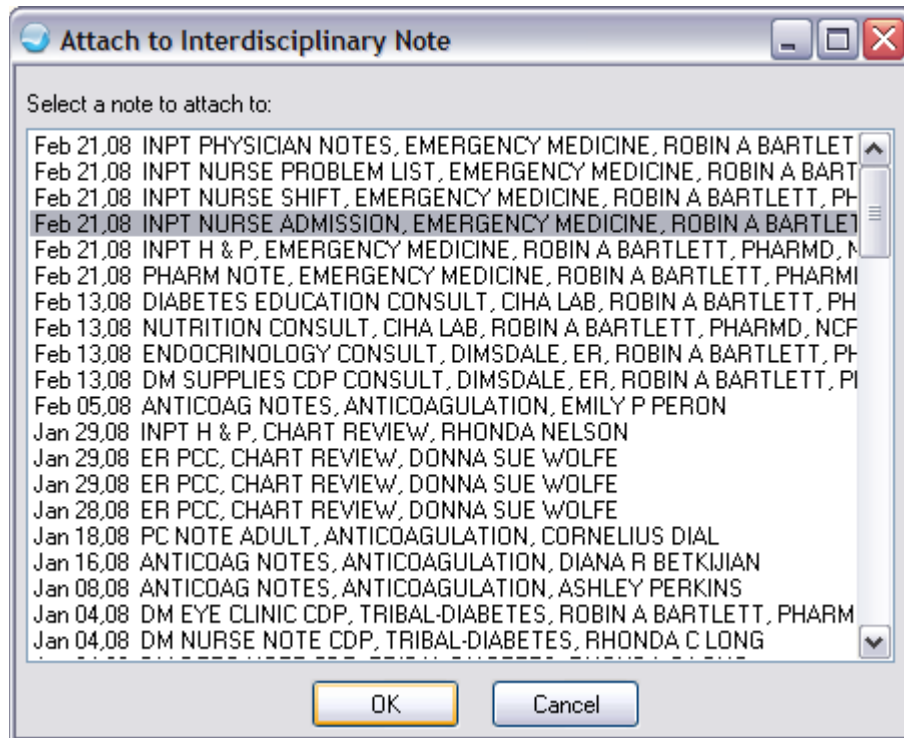 Attach to Interdisciplinary Note
Select a note to attach to:
Feb 21,08 INPT PHYSICIAN NOTES, EMERGENCY MEDICINE, ROBIN A BARTLET
Feb 21,08 INPT NURSE PROBLEM LIST, EMERGENCY MEDICINE, ROBIN A BART
Feb 21,08 INPT NURSE SHIFT, EMERGENCY MEDICINE, ROBIN A BARTLETT, PH
Feb 21,08 INPT NURSE ADMISSION, EMERGENCY MEDICINE, ROBIN A BARTLET
Feb 21,08 INPT H & P, EMERGENCY MEDICINE, ROBIN A BARTLETT, PHARMD,
Feb 21,08 PHARM NOTE, EMERGENCY MEDICINE, ROBIN A BARTLETT, PHARM
Feb 13,08 DIABETES EDUCATION CONSULT, CIHA LAB, ROBIN A BARTLETT, PH
Feb 13,08 NUTRITION CONSULT, CIHA LAB, ROBIN A BARTLETT, PHARMD,
Feb 13,08 ENDOCRINOLOGY CONSULT, DIMSDALE, ER, ROBIN A BARTLETT, PH
Feb 13,08 DM SUPPLIES CDP CONSULT, DIMSDALE, ER, ROBIN A BARTLETT,
Feb 05,08 ANTICOAG NOTES, ANTICOAGULATION, EMILY P PERON
Jan 29,08 INPT H & P, CHART REVIEW, RHONDA NELSON
Jan 29,08 ER PCC, CHART REVIEW, DONNA SUE WOLFE
Jan 29,08 ER PCC, CHART REVIEW, DONNA SUE WOLFE
Jan 28,08 ER PCC, CHART REVIEW, DONNA SUE WOLFE
Jan 18,08 PC NOTE ADULT, ANTICOAGULATION, CORNELIUS DIAL
Jan 16,08 ANTICOAG NOTES, ANTICOAGULATION, DIANA R BETKIJIAN
Jan 08,08 ANTICOAG NOTES, ANTICOAGULATION, ASHLEY PERKINS
Jan 04,08 DM EYE CLINIC CDP, TRIBAL-DIABETES, ROBIN A BARTLETT, PHARM
Jan 04,08 DM NURSE NOTE CDP, TRIBAL-DIABETES, RHONDA C LONG
OK
Cancel